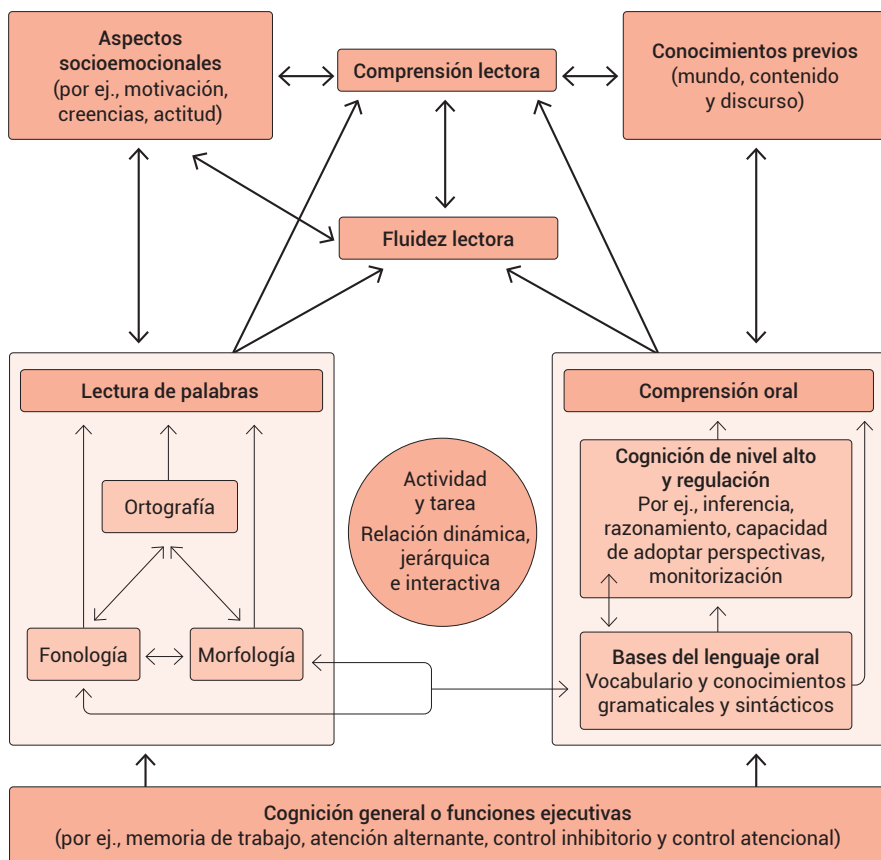 Aspectos
socioemocionales
(por ej., motivación,
creencias, actitud)
Comprensión lectora
Conocimientos previos
(mundo, contenido
y discurso)
Fluidez lectora
Lectura de palabras
Ortografía
Fonología
Morfología
Actividad
y tarea
Relación dinámica,
jerárquica
e interactiva
Comprensión oral
Cognición de nivel alto
y regulación
Por ej., inferencia,
razonamiento, capacidad
de adoptar perspectivas,
monitorización
Bases del lenguaje oral
Vocabulario y conocimientos
gramaticales y sintácticos
Cognición general o funciones ejecutivas
(por ej., memoria de trabajo, atención alternante, control inhibitorio y control atencional)